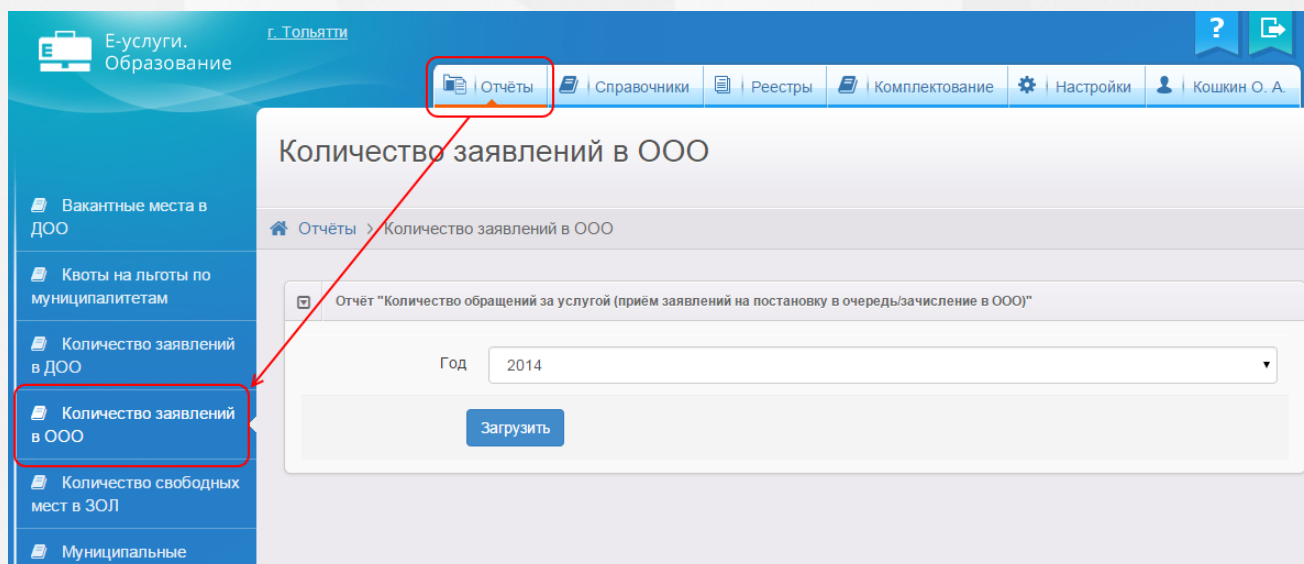 Е-услуги.
Образование
Е
г. Тольятти
?
Отчёты
Справочники
Реестры
Комплектование
Настройки
Кошкин О. А.
Количество заявлений в ООО
Вакантные места в
ДОО
Квоты на льготы по
муниципалитетам
Количество заявлений
в ДОО
Количество заявлений
в ООО
Количество свободных
мест в ЗОЛ
Муниципальные
Отчёты > Количество заявлений в ООО
Отчёт "Количество обращений за услугой (приём заявлений на постановку в очередь/зачисление в ООО)"
Год
2014
Загрузить